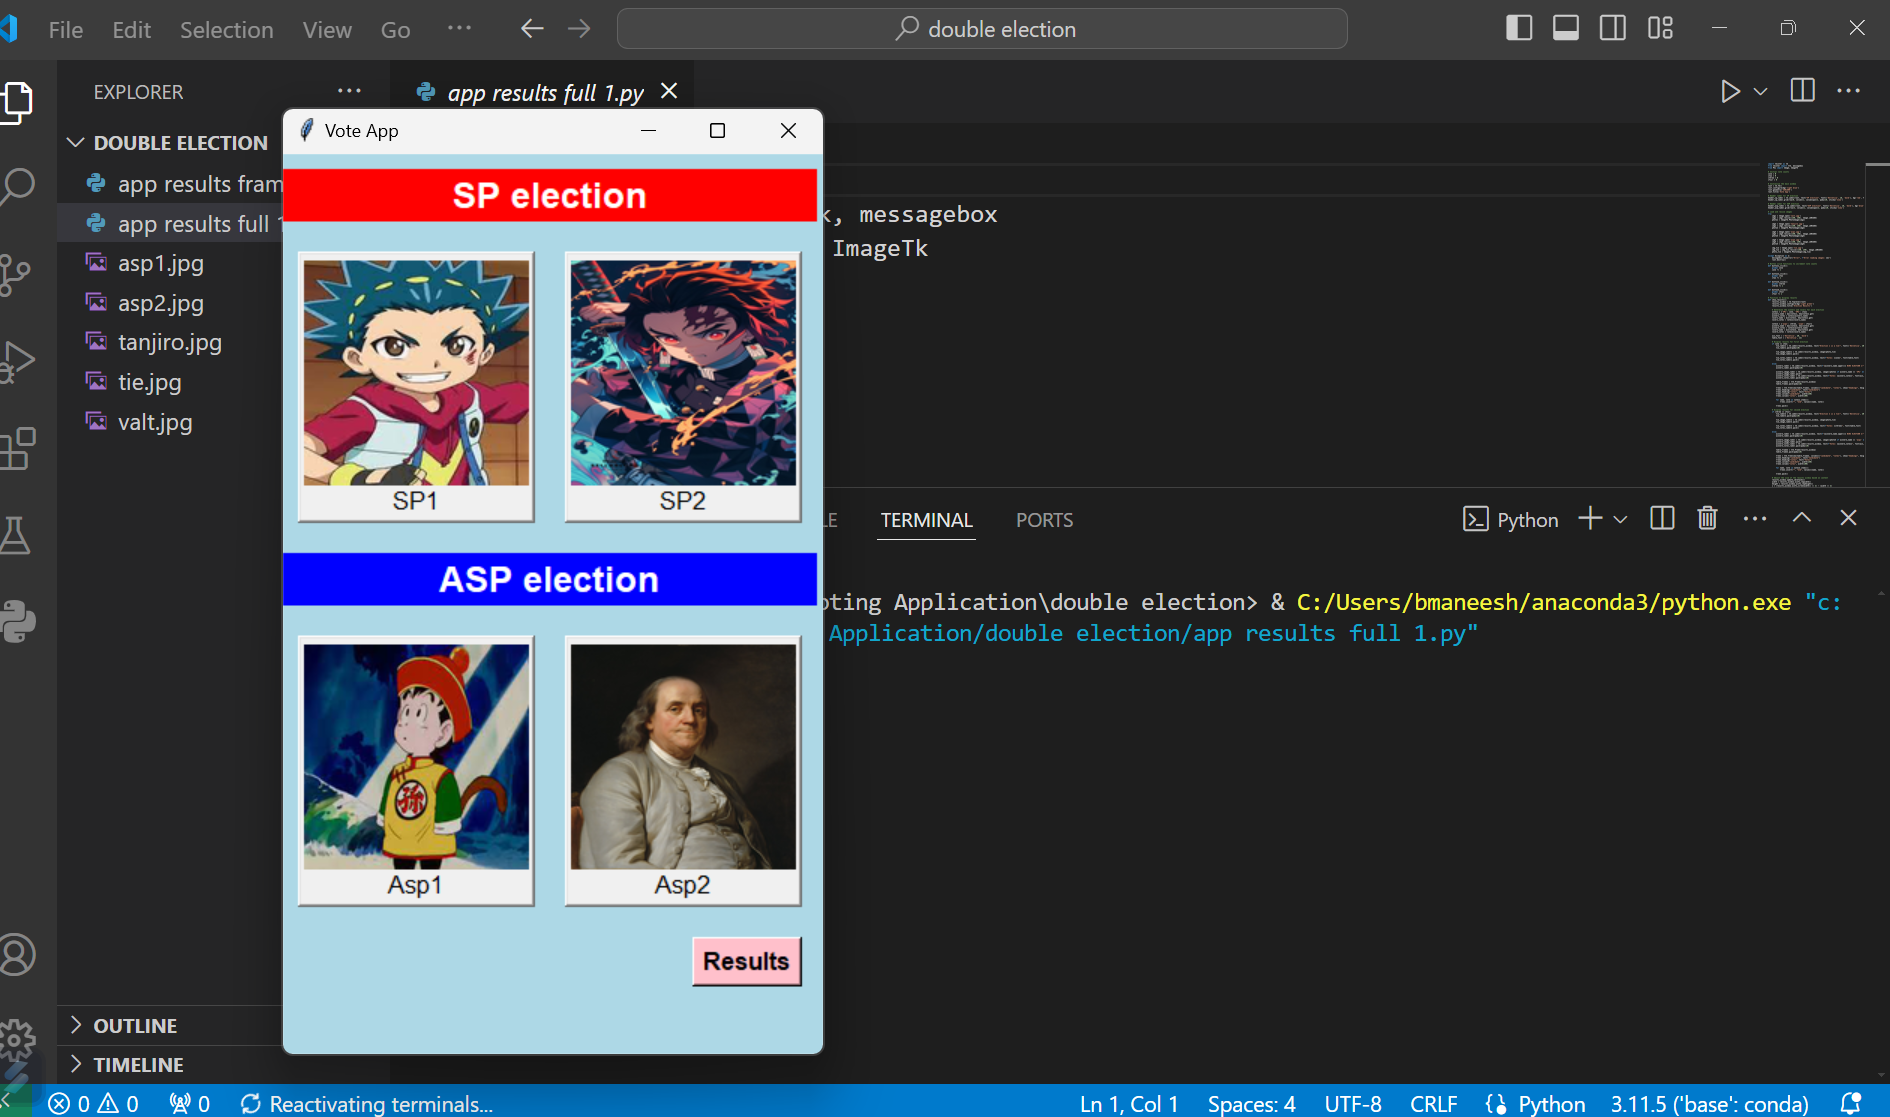 File Edit Selection View Go ... double election
EXPLORER ...
app results full 1.py
DOUBLE ELECTION
app results fram
app results full 1
asp1.jpg
asp2.jpg
tanjiro.jpg
tie.jpg
valt.jpg
OUTLINE
TIMELINE
Vote App
SP election
SP1 SP2
ASP election
孫
Asp1 Asp2
Results
, messagebox
ImageTk
LE TERMINAL PORTS
Python
ting Application\double election> & C:/Users/bmaneesh/anaconda3/python.exe "c:
Application/double election/app results full 1.py"
0 0 0 Reactivating terminals...
Ln 1, Col 1 Spaces: 4 UTF-8 CRLF Python 3.11.5 ('base': conda)